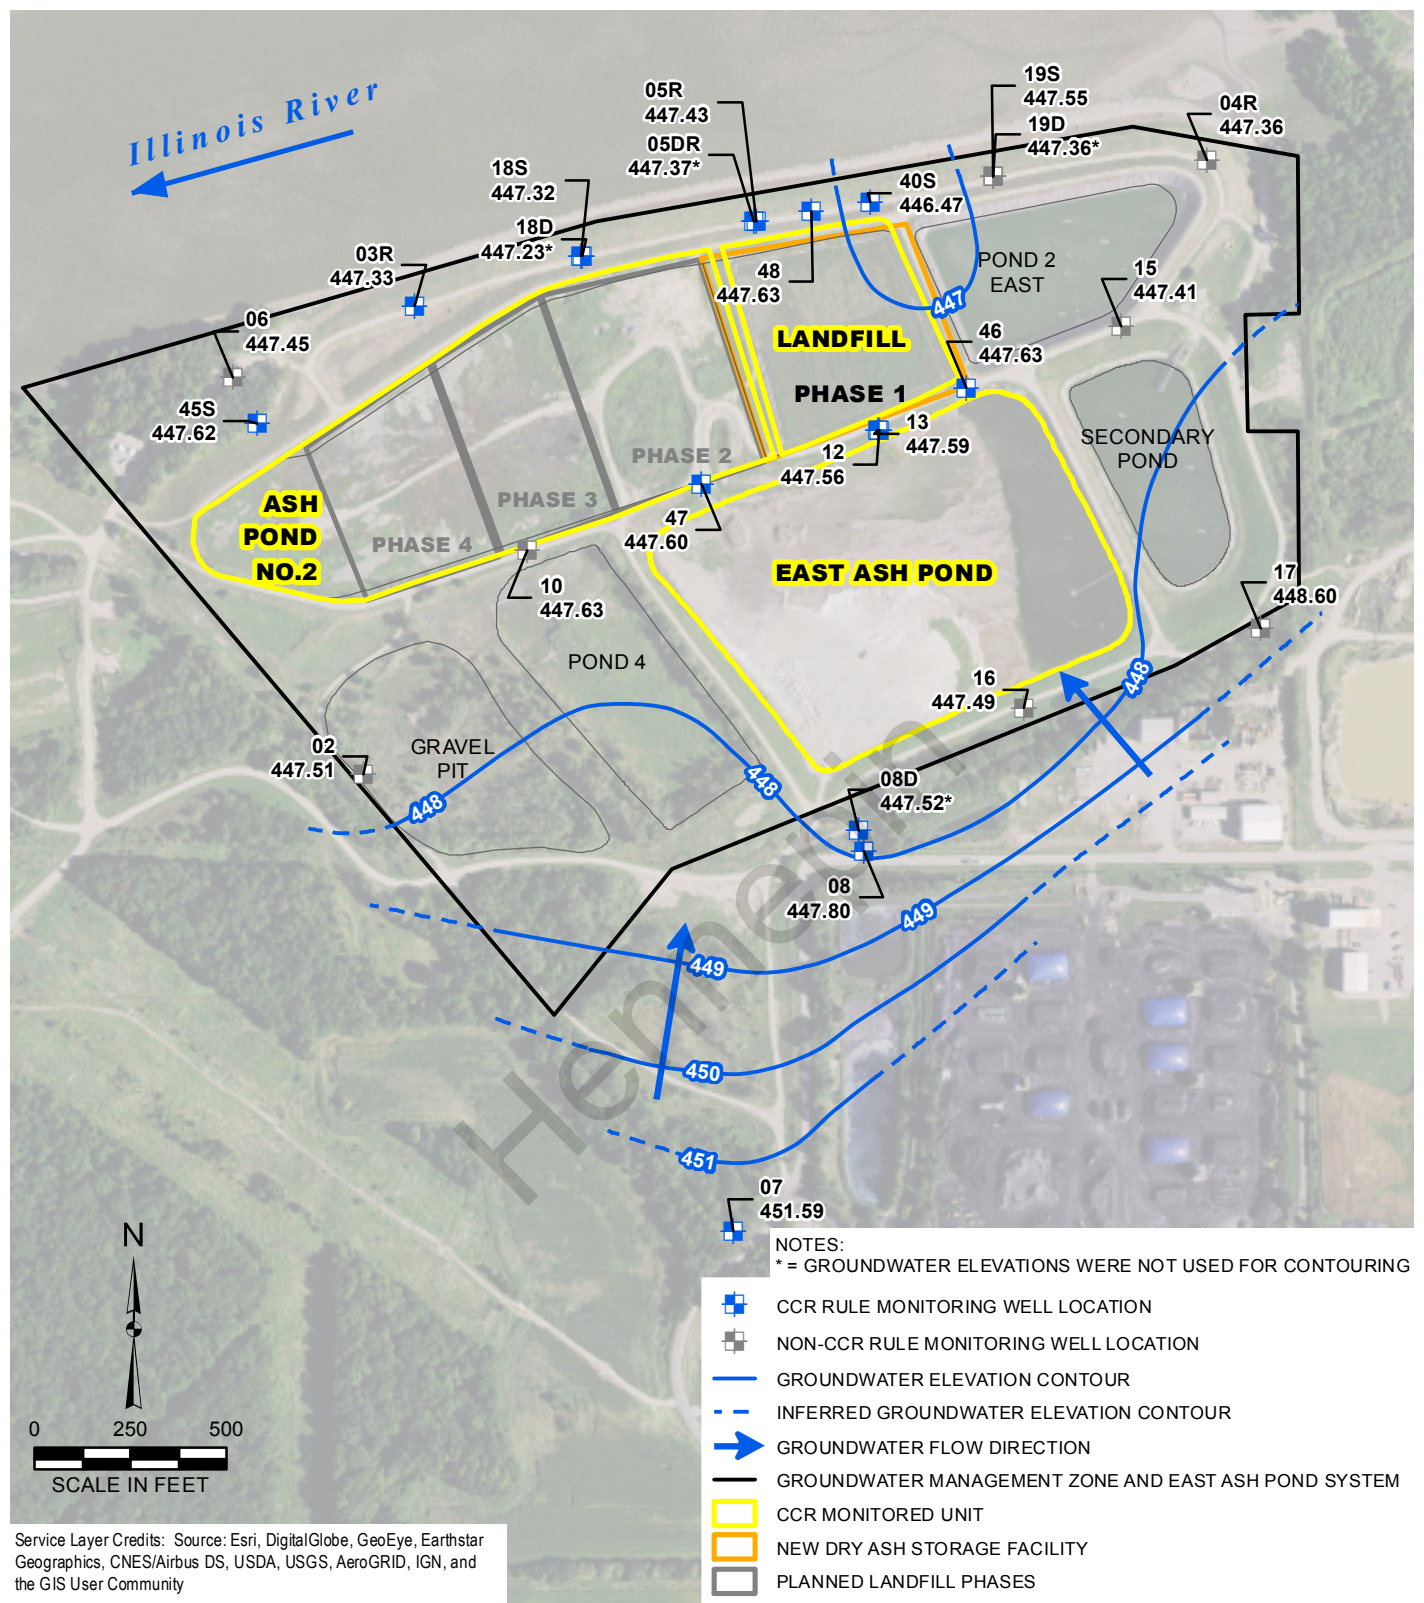 Illinois River
19S
447.55
19D
447.36*
04R
447.36
05R
447.43
05DR
447.37*
18S
447.32
18D
447.23*
40S
446.47
03R
447.33
48
447.63
POND 2
EAST
15
447.41
06
447.45
447
LANDFILL
46
447.63
PHASE 1
45S
447.62
13
447.59
12
447.56
SECONDARY
POND
PHASE 2
ASH
POND
NO.2
PHASE 3
PHASE 4
47
447.60
EAST ASH POND
10
447.63
17
448.60
POND 4
448
16
447.49
02
447.51
GRAVEL
PIT
448
448
08D
447.52*
08
447.80
449
449
450
451
Hennepin
07
451.59
N
0 250 500
SCALE IN FEET
NOTES:
* = GROUNDWATER ELEVATIONS WERE NOT USED FOR CONTOURING
CCR RULE MONITORING WELL LOCATION
NON-CCR RULE MONITORING WELL LOCATION
GROUNDWATER ELEVATION CONTOUR
INFERRED GROUNDWATER ELEVATION CONTOUR
GROUNDWATER FLOW DIRECTION
GROUNDWATER MANAGEMENT ZONE AND EAST ASH POND SYSTEM
CCR MONITORED UNIT
NEW DRY ASH STORAGE FACILITY
PLANNED LANDFILL PHASES
Service Layer Credits: Source: Esri, DigitalGlobe, GeoEye, Earthstar
Geographics, CNES/Airbus DS, USDA, USGS, AeroGRID, IGN, and
the GIS User Community